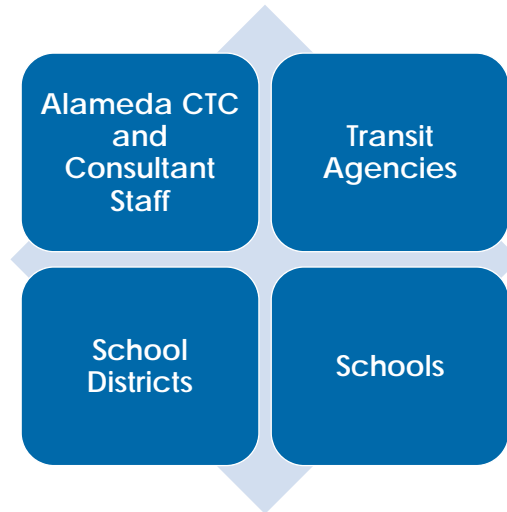 Alameda CTC
and
Consultant
Staff
Transit
Agencies
School
Districts
Schools